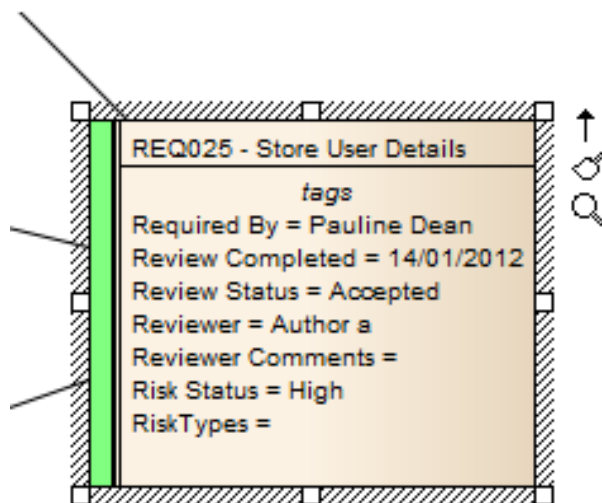 REQ025 - Store User Details
tags
Required By = Pauline Dean
Review Completed = 14/01/2012
Review Status = Accepted
Reviewer = Author a
Reviewer Comments =
Risk Status = High
RiskTypes =